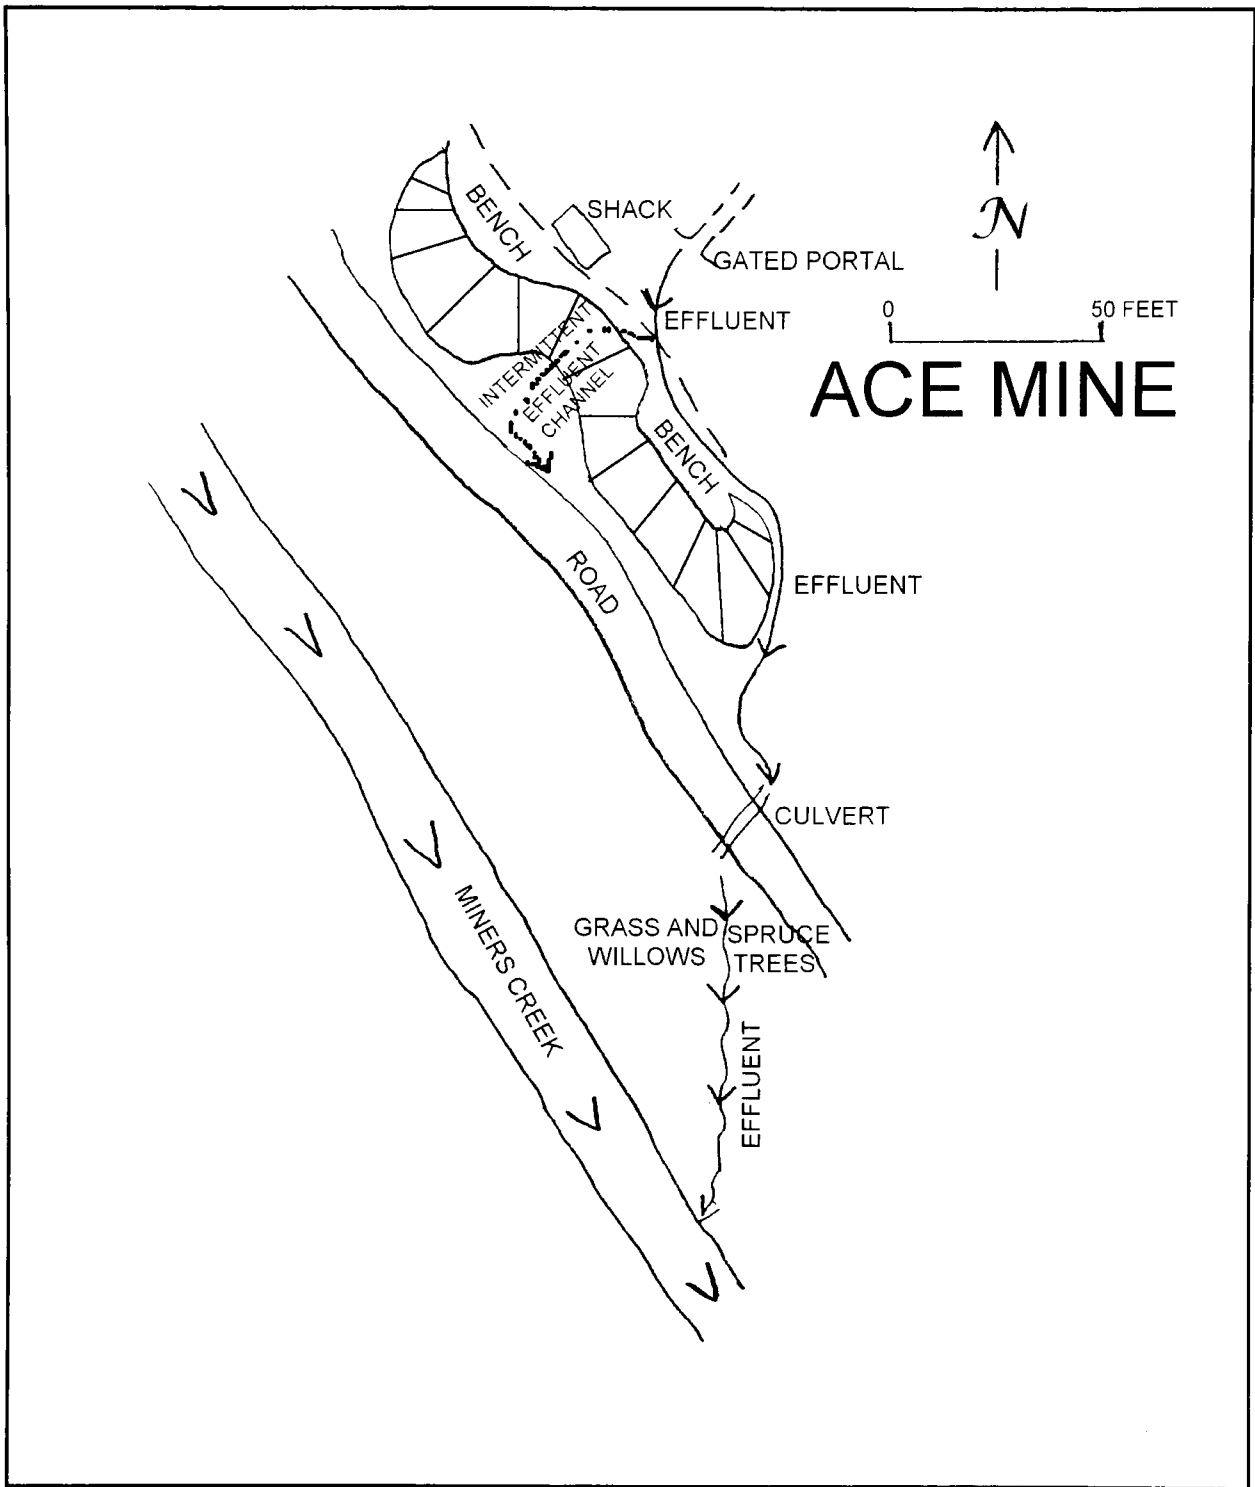 BENCH
SHACK
N
GATED PORTAL
0 50 FEET
EFFLUENT
ACE MINE
INTERMITTENT
EFFLUENT
CHANNEL
BENCH
ROAD
EFFLUENT
CULVERT
MINERS CREEK
GRASS AND
WILLOWS
SPRUCE
TREES
EFFLUENT